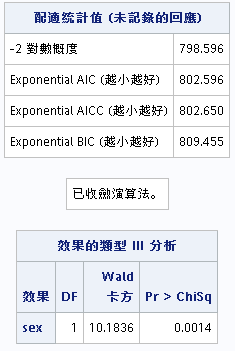 配適統計值 (未記錄的回應)
-2 對數概度 798.596
Exponential AIC (越小越好) 802.596
Exponential AICC (越小越好) 802.650
Exponential BIC (越小越好) 809.455
已收斂演算法。
效果的類型 III 分析
效果 DF Wald 卡方 Pr > ChiSq
sex 1 10.1836 0.0014